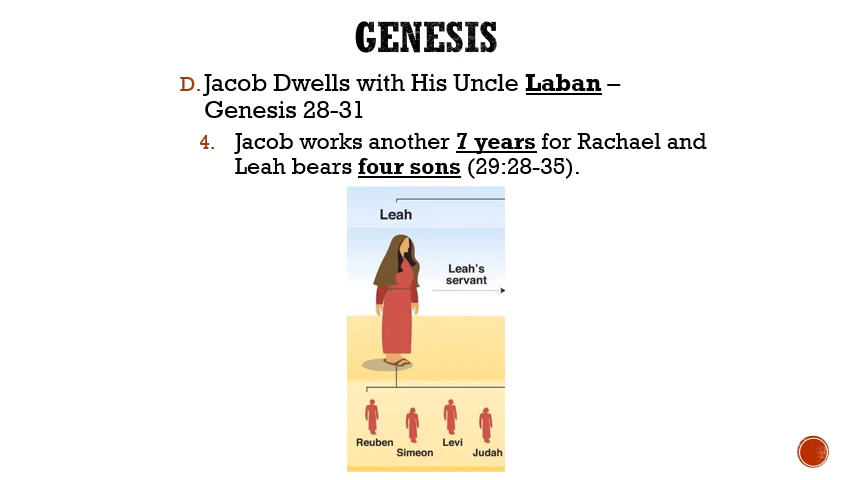 GENESIS
D. Jacob Dwells with His Uncle Laban –
Genesis 28-31
4. Jacob works another 7 years for Rachael and
Leah bears four sons (29:28-35).
Leah
Leah's
servant
Reuben
Simeon
Levi
Judah